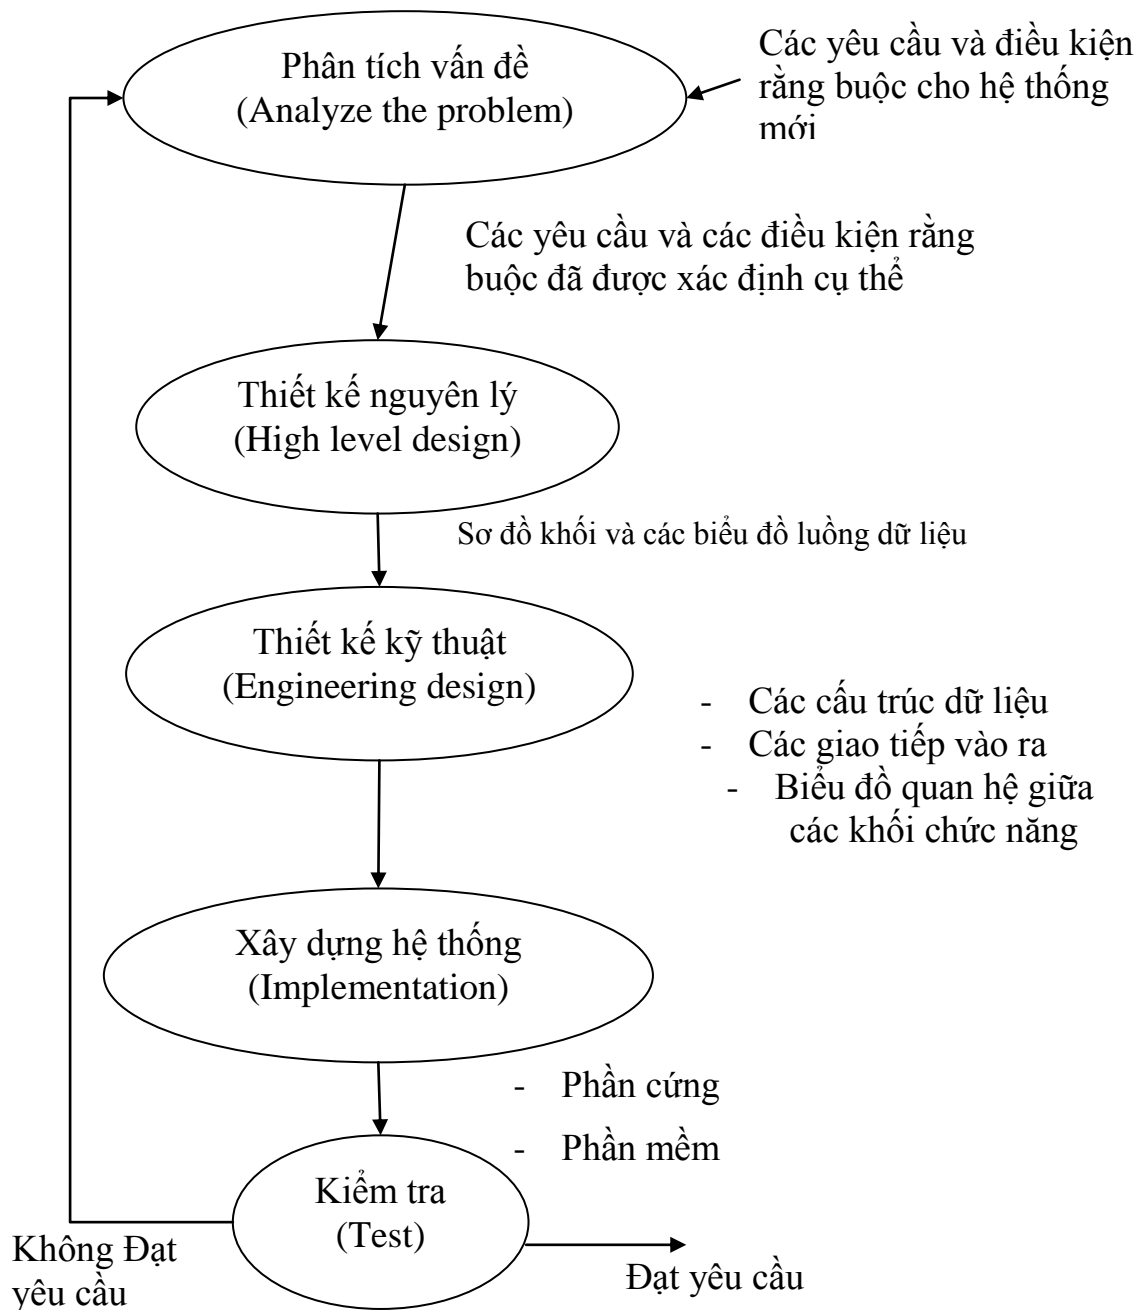 Phân tích vấn đề
(Analyze the problem)
Các yêu cầu và điều kiện
rằng buộc cho hệ thống
mới
Các yêu cầu và các điều kiện rằng
buộc đã được xác định cụ thể
Thiết kế nguyên lý
(High level design)
Sơ đồ khối và các biểu đồ luồng dữ liệu
Thiết kế kỹ thuật
(Engineering design)
- Các cấu trúc dữ liệu
- Các giao tiếp vào ra
- Biểu đồ quan hệ giữa
các khối chức năng
Xây dựng hệ thống
(Implementation)
- Phần cứng
- Phần mềm
Kiểm tra
(Test)
Không Đạt
yêu cầu
Đạt yêu cầu